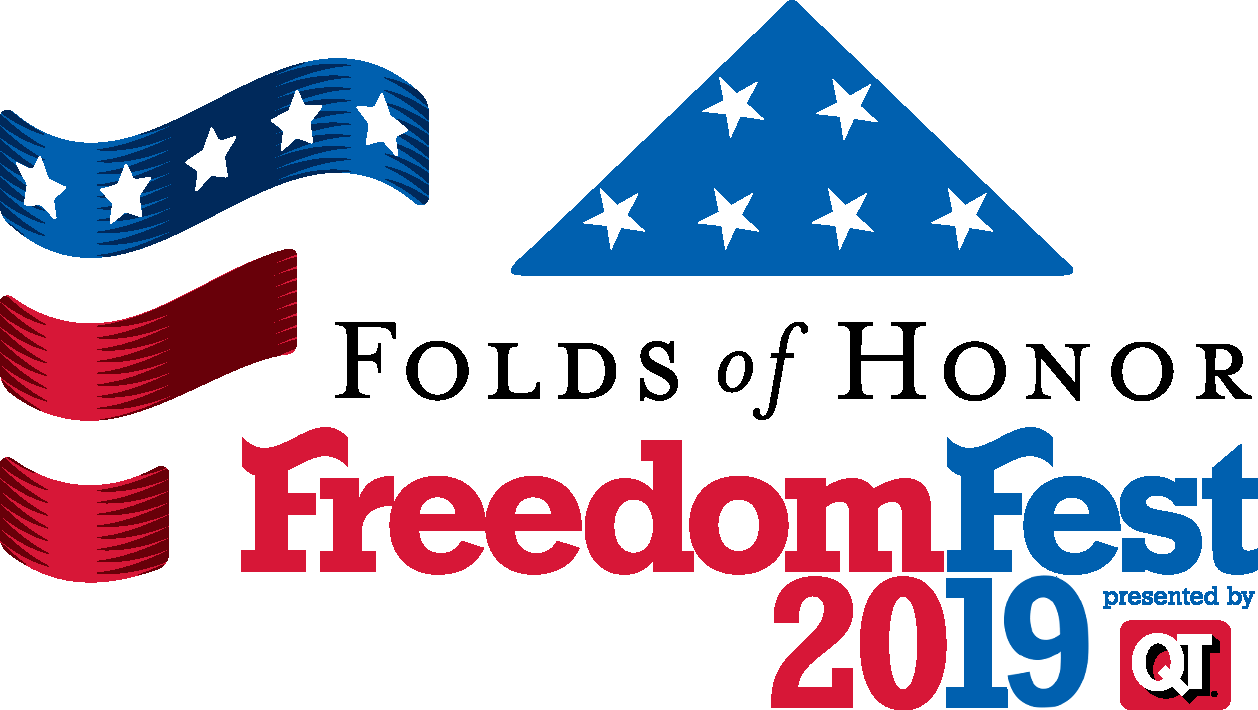 FOLDS of HONOR
FreedomFest
2019
presented by
QT